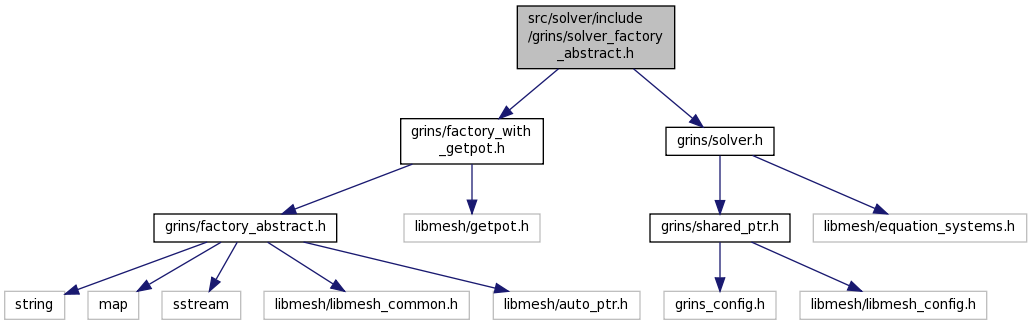 src/solver/include
/grins/solver_factory
_abstract.h
grins/factory_with
_getpot.h
grins/solver.h
grins/factory_abstract.h
libmesh/getpot.h
grins/shared_ptr.h
libmesh/equation_systems.h
string
map
sstream
libmesh/libmesh_common.h
libmesh/auto_ptr.h
grins_config.h
libmesh/libmesh_config.h